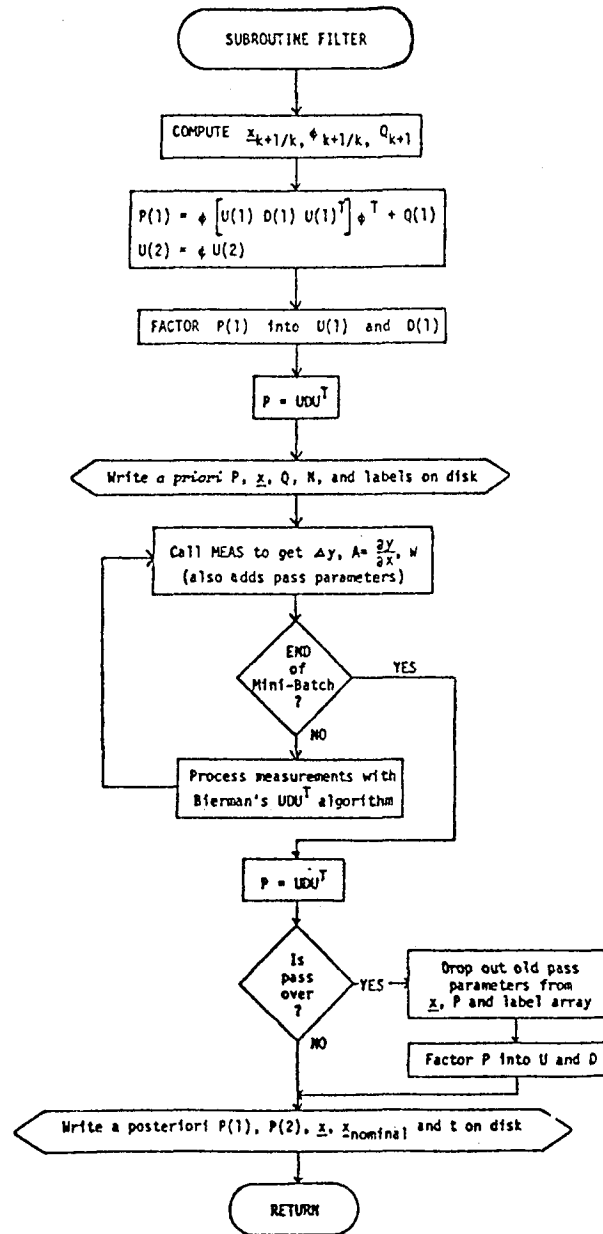 SUBROUTINE FILTER
COMPUTE x_{k+1/k}, ϕ_{k+1/k}, Q_{k+1}
P(1) = ϕ [U(1) D(1) U(1)^T] ϕ^T + Q(1)
U(2) = ϕ U(2)
FACTOR P(1) into U(1) and D(1)
P = UDU^T
Write a priori P, x, Q, N, and labels on disk
Call MEAS to get Δy, A= ∂y/∂x, W
(also adds pass parameters)
END
of
Mini-Batch
?
YES
NO
Process measurements with
Bierman's UDU^T algorithm
P = UDU^T
Is
pass
over
?
YES
Drop out old pass
parameters from
x, P and label array
NO
Factor P into U and D
Write a posteriori P(1), P(2), x, x_nominal and t on disk
RETURN